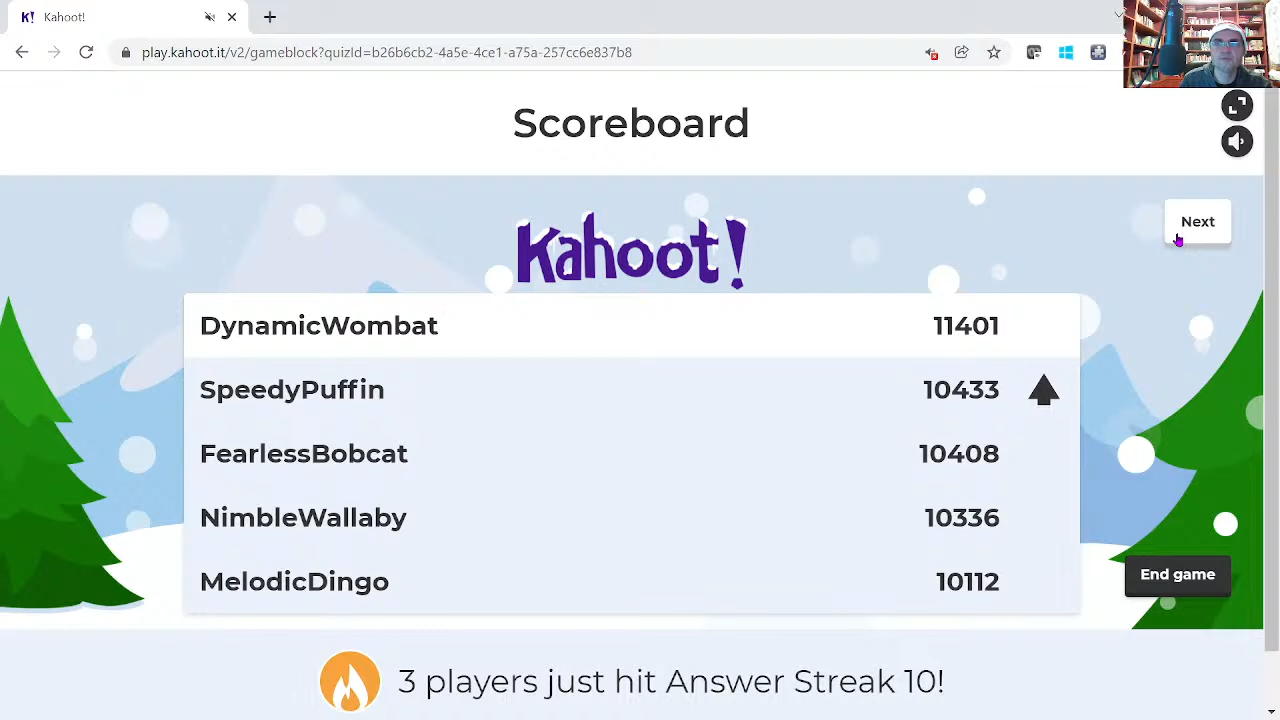 K! Kahoot!
play.kahoot.it/v2/gameblock?quizId=b26b6cb2-4a5e-4ce1-a75a-257cc6e837b8
Scoreboard
Next
Kahoot!
DynamicWombat 11401
SpeedyPuffin 10433
FearlessBobcat 10408
NimbleWallaby 10336
MelodicDingo 10112
End game
3 players just hit Answer Streak 10!